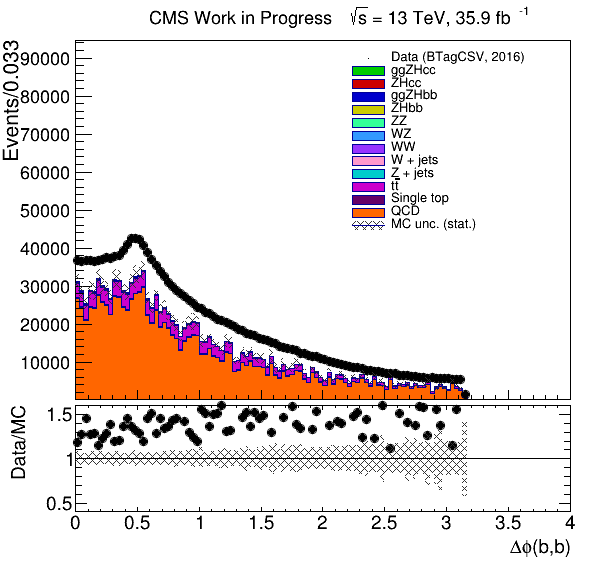 CMS Work in Progress √s = 13 TeV, 35.9 fb -1
Events/0.033
90000
80000
70000
60000
50000
40000
30000
20000
10000
Data (BTagCSV, 2016)
ggZHcc
ZHcc
ggZHbb
ZHbb
ZZ
WZ
WW
W + jets
Z + jets
tt̅
Single top
QCD
MC unc. (stat.)
Data/MC
1.5
1
0.5
0 0.5 1 1.5 2 2.5 3 3.5 4
Δϕ(b,b)